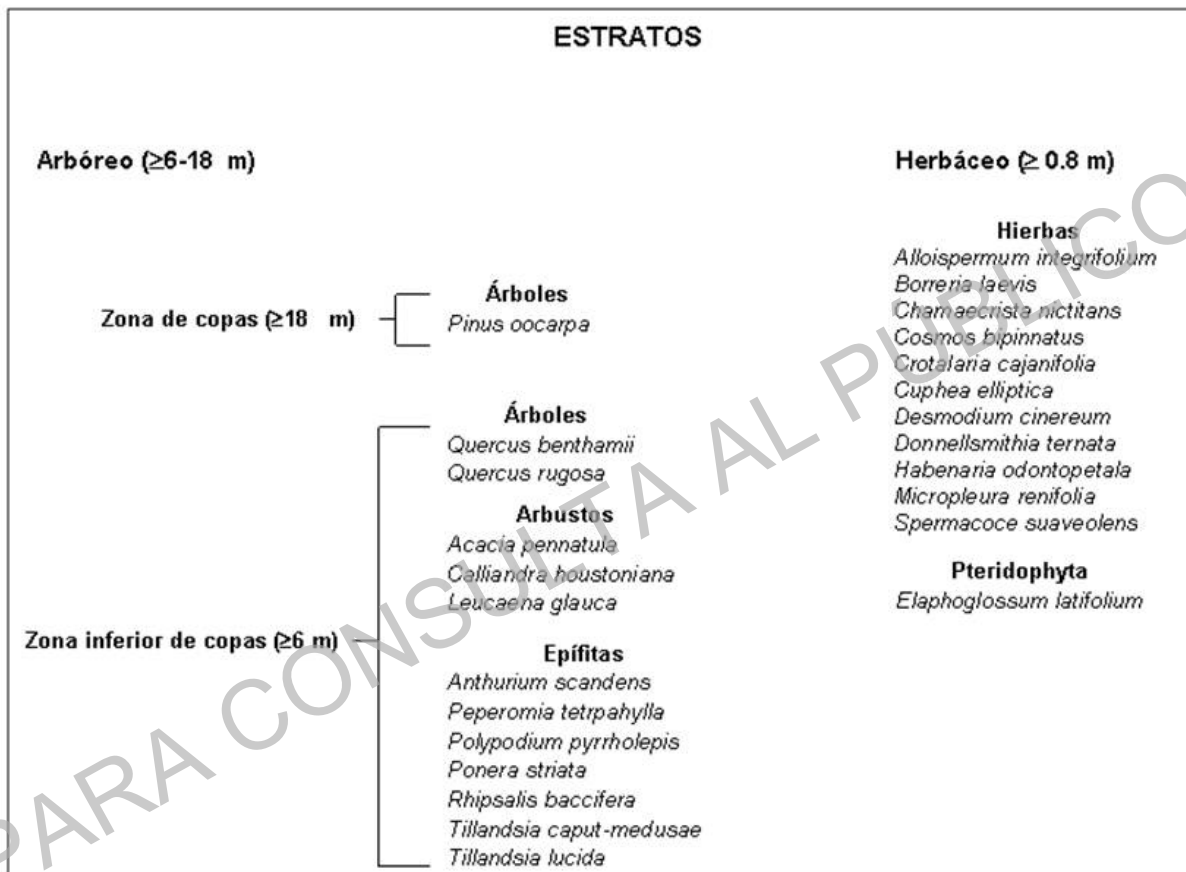 ESTRATOS
Arbóreo (≥6-18 m)
Zona de copas (≥18 m)
Árboles
Pinus oocarpa
Zona inferior de copas (≥6 m)
Árboles
Quercus benthamii
Quercus rugosa
Arbustos
Acacia pennatula
Calliandra houstoniana
Leucaena glauca
Epífitas
Anthurium scandens
Peperomia tetrpahylla
Polypodium pyrrholepis
Ponera striata
Rhipsalis baccifera
Tillandsia caput-medusae
Tillandsia lucida
Herbáceo (≥ 0.8 m)
Hierbas
Alloispermum integrifolium
Borreria laevis
Chamaecrista nictitans
Cosmos bipinnatus
Crotalaria cajanifolia
Cuphea elliptica
Desmodium cinereum
Donnellsmithia ternata
Habenaria odontopetala
Micropleura renifolia
Spermacoce suaveolens
Pteridophyta
Elaphoglossum latifolium
PARA CONSULTA AL PUBLICO